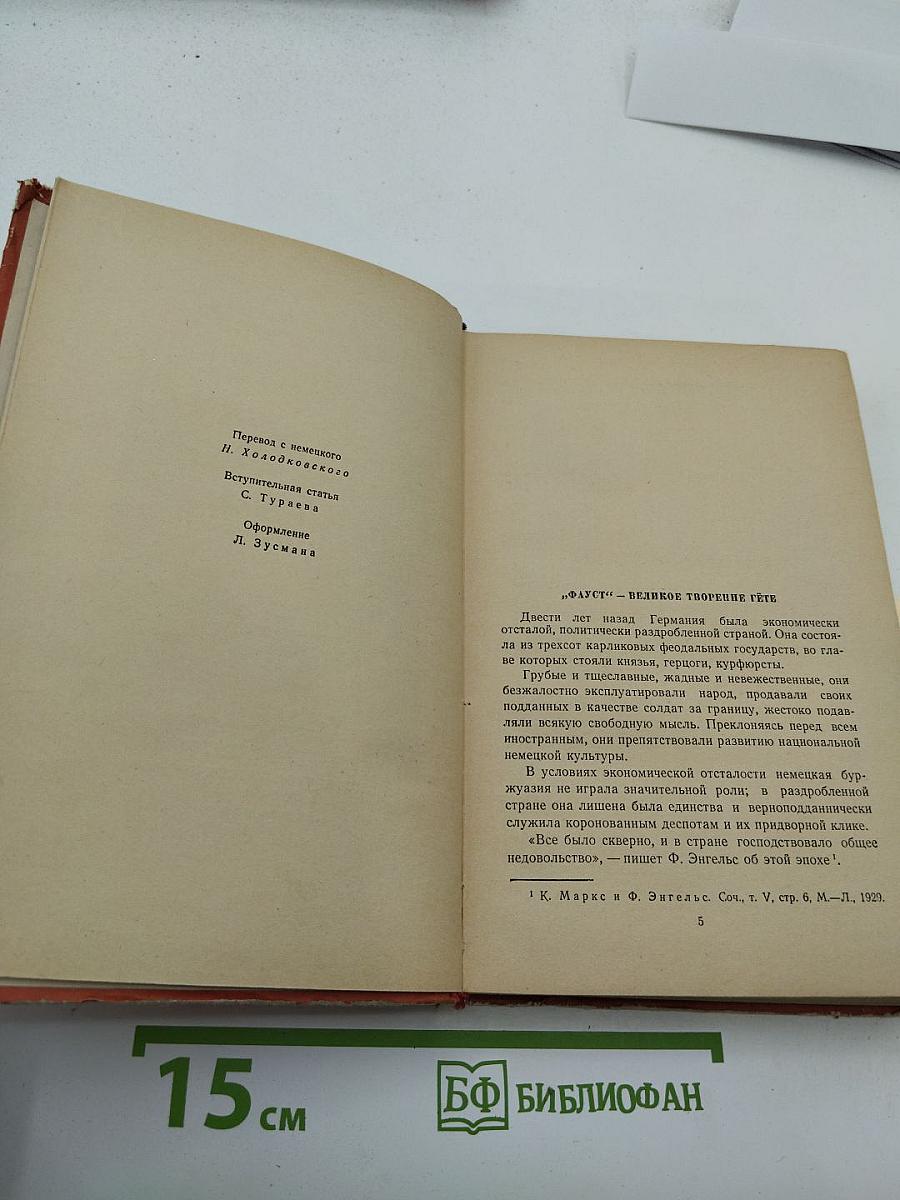 Перевод с немецкого
Н. Холодковского
Вступительная статья
С. Тураева
Оформление
Л. Зусмана
„ФАУСТ“ — ВЕЛИКОЕ ТВОРЕНИЕ ГЁТЕ
Двести лет назад Германия была экономически
отсталой, политически раздробленной страной. Она состоя-
ла из трехсот карликовых феодальных государств, во гла-
ве которых стояли князья, герцоги, курфюрсты.
Грубые и тщеславные, жадные и невежественные, они
безжалостно эксплуатировали народ, продавали своих
подданных в качестве солдат за границу, жестоко подав-
ляли всякую свободную мысль. Преклоняясь перед всем
иностранным, они препятствовали развитию национальной
немецкой культуры.
В условиях экономической отсталости немецкая бур-
жуазия не играла значительной роли; в раздробленной
стране она лишена была единства и верноподданнически
служила коронованным деспотам и их придворной клике.
«Все было скверно, и в стране господствовало общее
недовольство», — пишет Ф. Энгельс об этой эпохе¹.
¹ К. Маркс и Ф. Энгельс. Соч., т. V, стр. 6, М.—Л., 1929.
5
15 см
БФ БИБЛИОФАН